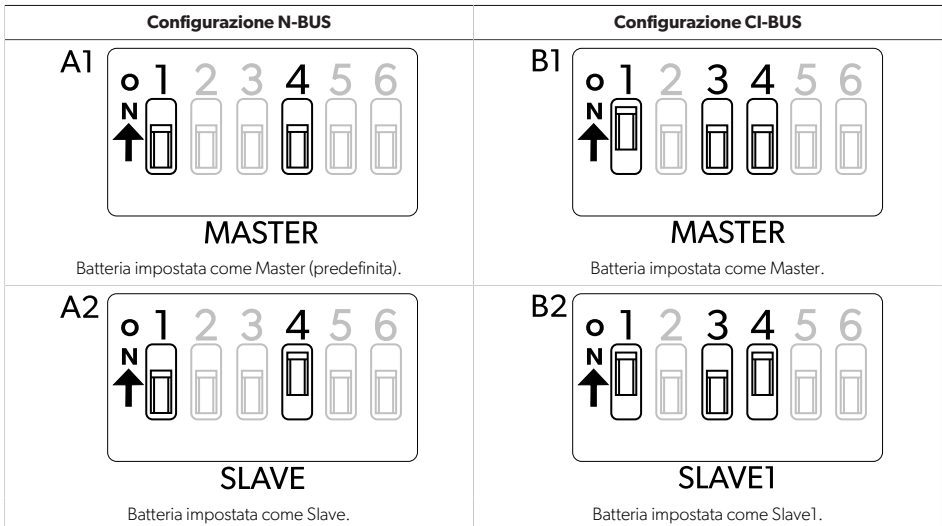 Configurazione N-BUS
Configurazione CI-BUS
A1
O
N
1 2 3 4 5 6
MASTER
Batteria impostata come Master (predefinita).
B1
O
N
1 2 3 4 5 6
MASTER
Batteria impostata come Master.
A2
O
N
1 2 3 4 5 6
SLAVE
Batteria impostata come Slave.
B2
O
N
1 2 3 4 5 6
SLAVE1
Batteria impostata come Slave1.